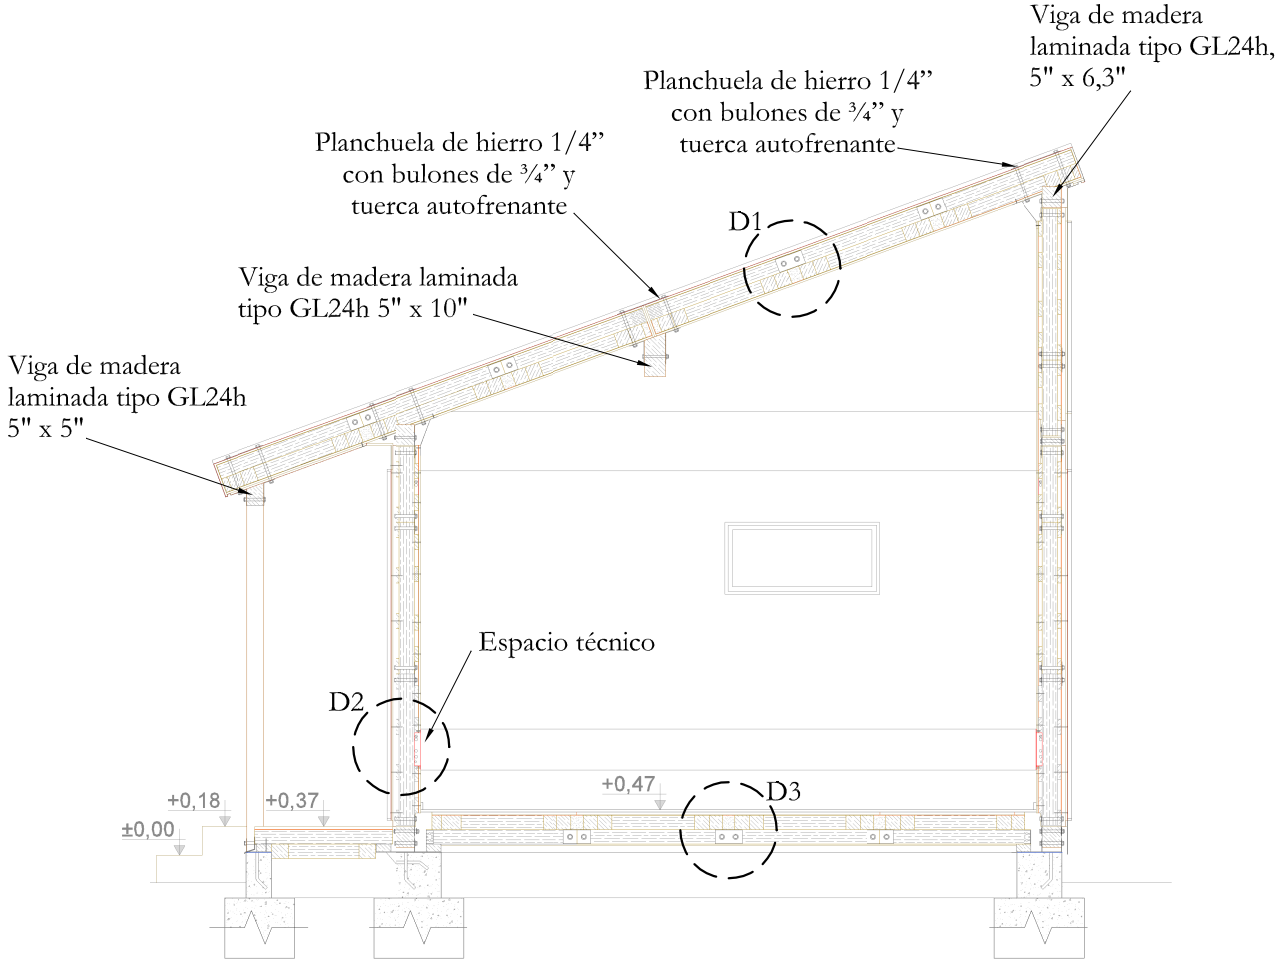 Viga de madera
laminada tipo GL24h,
5" x 6,3"
Planchuela de hierro 1/4”
con bulones de ¾” y
tuerca autofrenante
Planchuela de hierro 1/4”
con bulones de ¾” y
tuerca autofrenante
D1
Viga de madera laminada
tipo GL24h 5" x 10"
Viga de madera
laminada tipo GL24h
5" x 5"
Espacio técnico
D2
+0,47
D3
+0,18
+0,37
±0,00